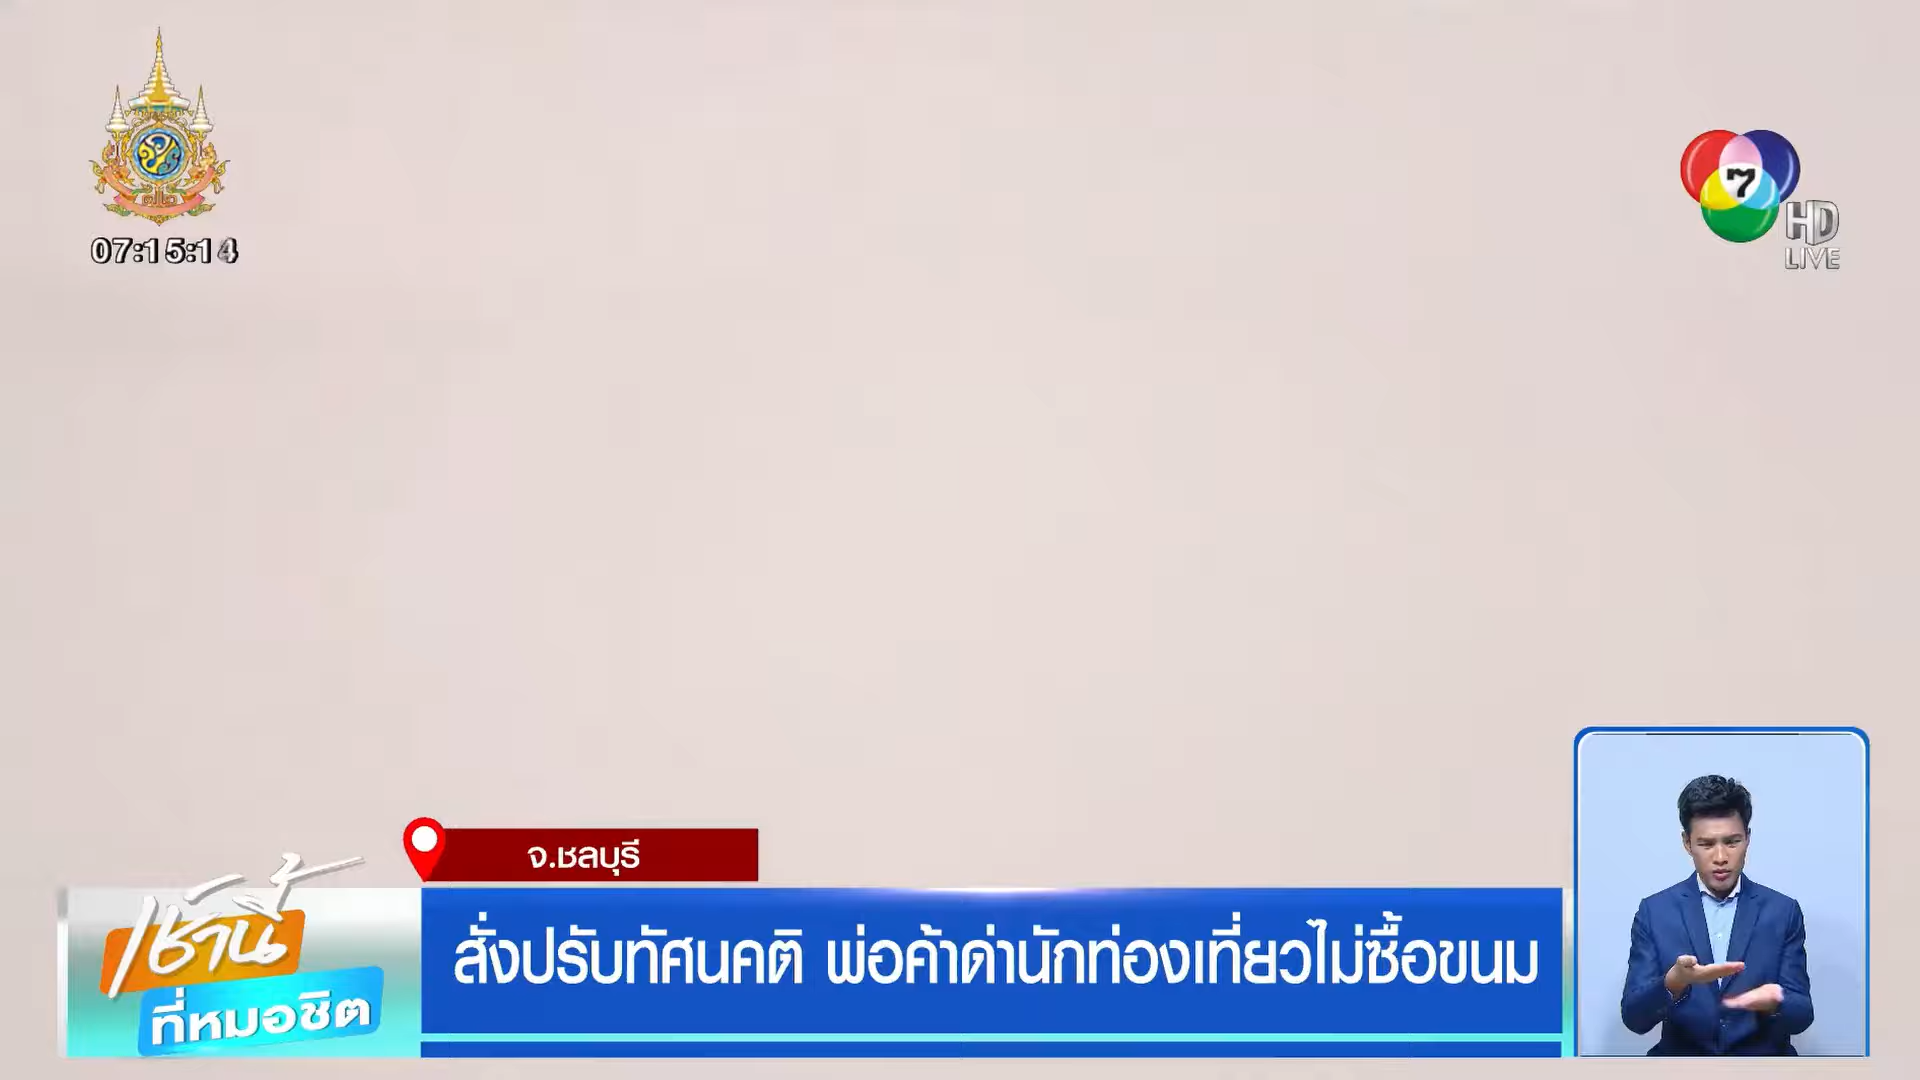 07:15:14
7
HD
LIVE
จ.ชลบุรี
เช้านี้
ที่หมอชิต
สั่งปรับทัศนคติ พ่อค้าด่านักท่องเที่ยวไม่ซื้อขนม